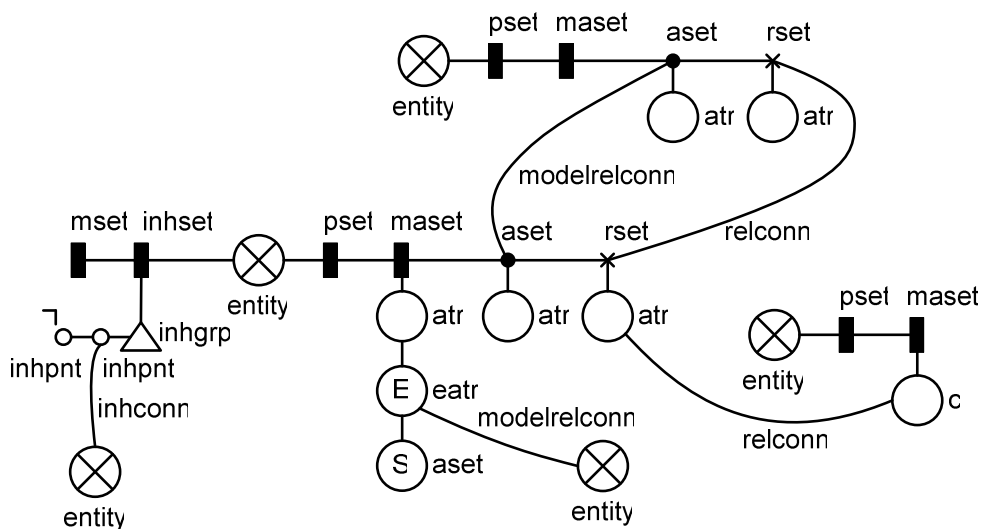 pset maset aset rset
entity
atr atr
modelrelconn
mset inhset pset maset aset rset relconn
entity
pset maset
inhgrp atr atr atr
inhpnt inhpnt
entity
inhconn E eatr c
modelrelconn
relconn
S aset
entity entity